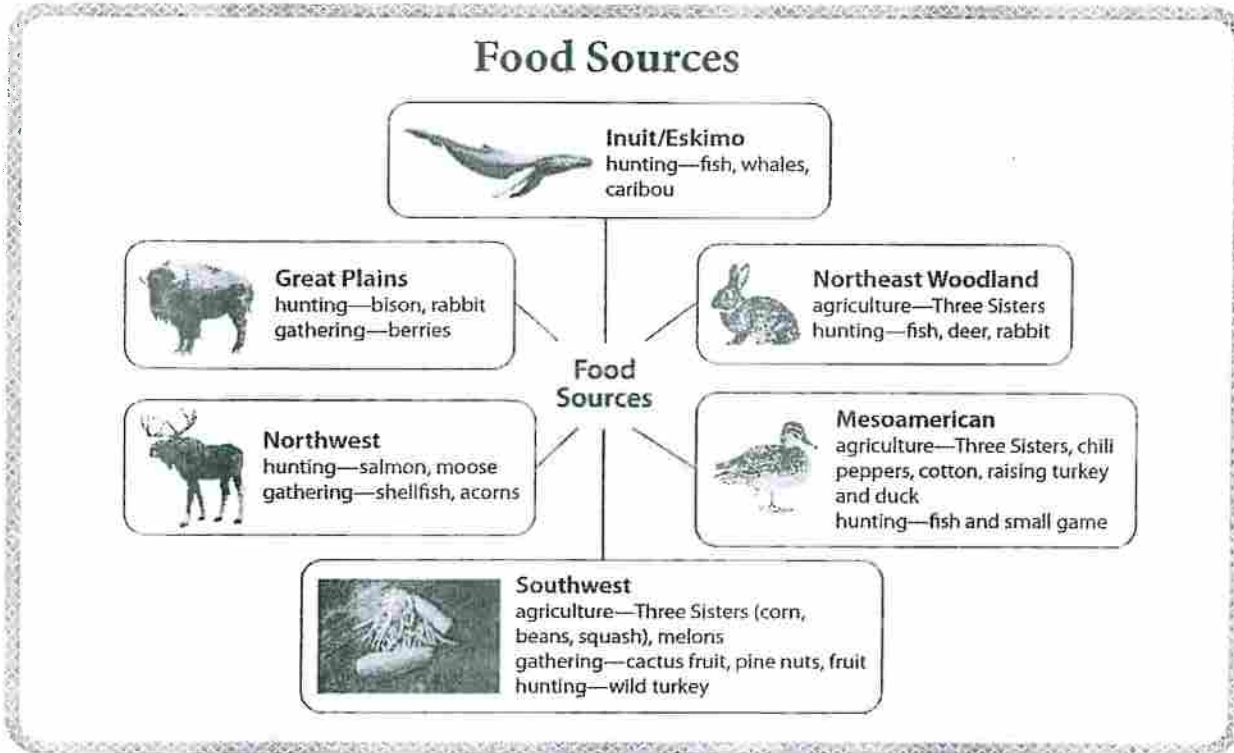 Food Sources
Inuit/Eskimo
hunting—fish, whales,
caribou
Great Plains
hunting—bison, rabbit
gathering—berries
Northeast Woodland
agriculture—Three Sisters
hunting—fish, deer, rabbit
Food
Sources
Northwest
hunting—salmon, moose
gathering—shellfish, acorns
Mesoamerican
agriculture—Three Sisters, chili
peppers, cotton, raising turkey
and duck
hunting—fish and small game
Southwest
agriculture—Three Sisters (corn,
beans, squash), melons
gathering—cactus fruit, pine nuts, fruit
hunting—wild turkey